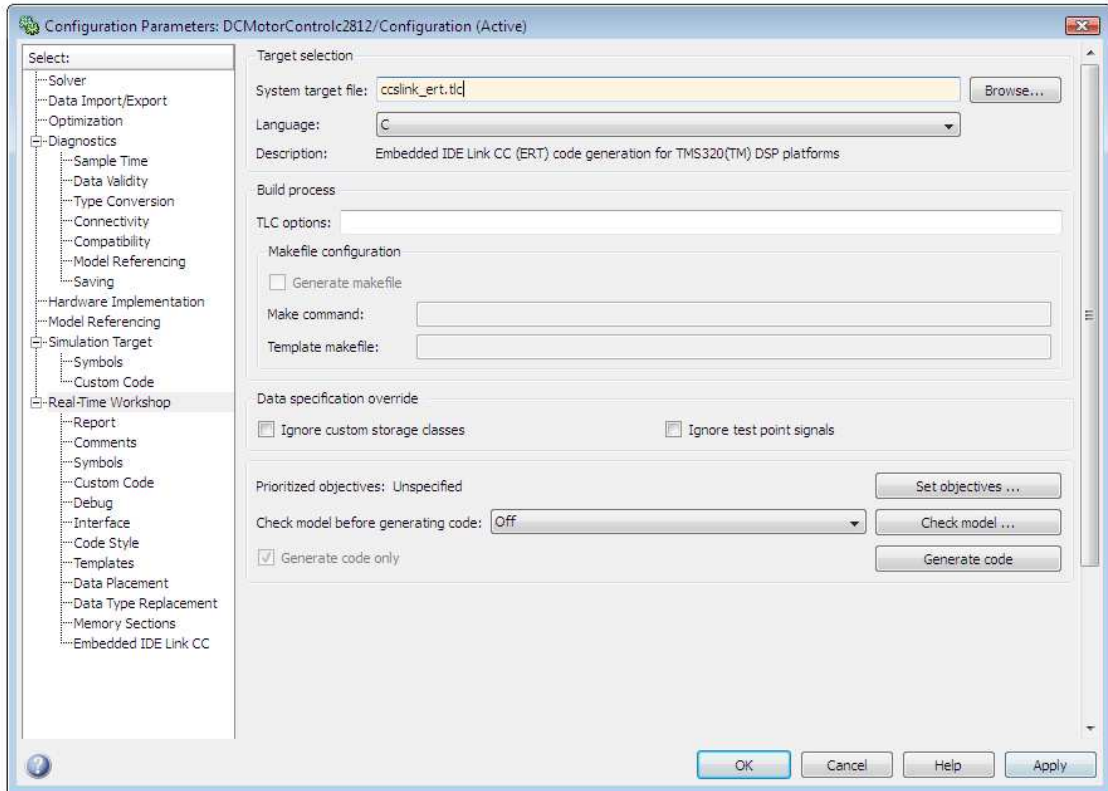 Configuration Parameters: DCMotorControlc2812/Configuration (Active)
Select:
Solver
Data Import/Export
Optimization
Diagnostics
Sample Time
Data Validity
Type Conversion
Connectivity
Compatibility
Model Referencing
Saving
Hardware Implementation
Model Referencing
Simulation Target
Symbols
Custom Code
Real-Time Workshop
Report
Comments
Symbols
Custom Code
Debug
Interface
Code Style
Templates
Data Placement
Data Type Replacement
Memory Sections
Embedded IDE Link CC
Target selection
System target file: ccslink_ert.tlc Browse...
Language: C
Description: Embedded IDE Link CC (ERT) code generation for TMS320(TM) DSP platforms
Build process
TLC options:
Makefile configuration
Generate makefile
Make command:
Template makefile:
Data specification override
Ignore custom storage classes Ignore test point signals
Prioritized objectives: Unspecified Set objectives ...
Check model before generating code: Off Check model ...
Generate code only Generate code
OK Cancel Help Apply